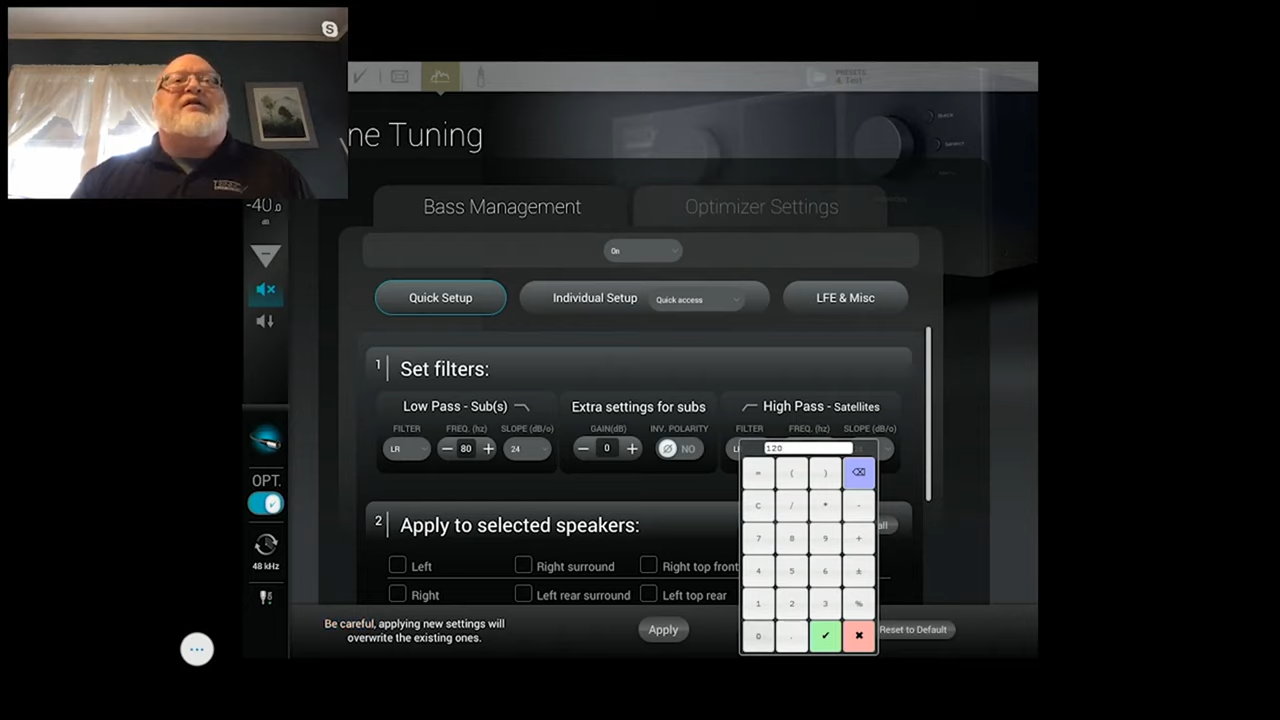 S
PRESETS
& Tool
ne Tuning
BACK
-40.0
dB
Bass Management
Optimizer Settings
On
Quick Setup
Individual Setup
Quick access
LFE & Misc
1
Set filters:
Low Pass - Sub(s)
Extra settings for subs
High Pass - Satellites
FILTER
FREQ. (hz)
SLOPE (dB/o)
GAIN(dB)
INV. POLARITY
FILTER
FREQ. (hz)
SLOPE (dB/o)
LR
− 80 +
24
− 0 +
Ø NO
120
= ( ) ⌫
C / * -
7 8 9 +
4 5 6 ±
1 2 3 %
0 . ✔ ✖
OPT.
48 kHz
2
Apply to selected speakers:
all
Left
Right surround
Right top front
Right
Left rear surround
Left top rear
Be careful, applying new settings will
overwrite the existing ones.
Apply
Reset to Default
...